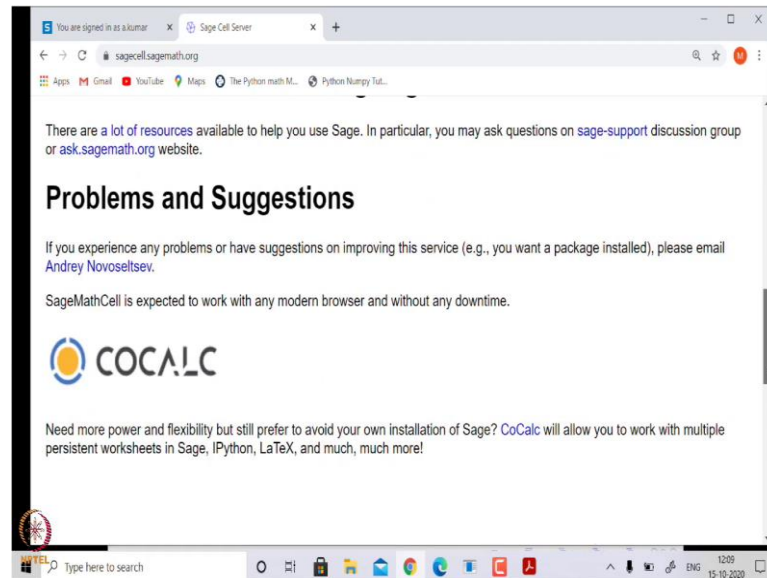 You are signed in as a.kumar
Sage Cell Server
sagecell.sagemath.org
Apps
Gmail
YouTube
Maps
The Python math M...
Python Numpy Tut...
There are a lot of resources available to help you use Sage. In particular, you may ask questions on sage-support discussion group
or ask.sagemath.org website.
Problems and Suggestions
If you experience any problems or have suggestions on improving this service (e.g., you want a package installed), please email
Andrey Novoseltsev.
SageMathCell is expected to work with any modern browser and without any downtime.
COCALC
Need more power and flexibility but still prefer to avoid your own installation of Sage? CoCalc will allow you to work with multiple
persistent worksheets in Sage, IPython, LaTeX, and much, much more!
NPTEL
Type here to search
ENG
12:09
15-10-2020